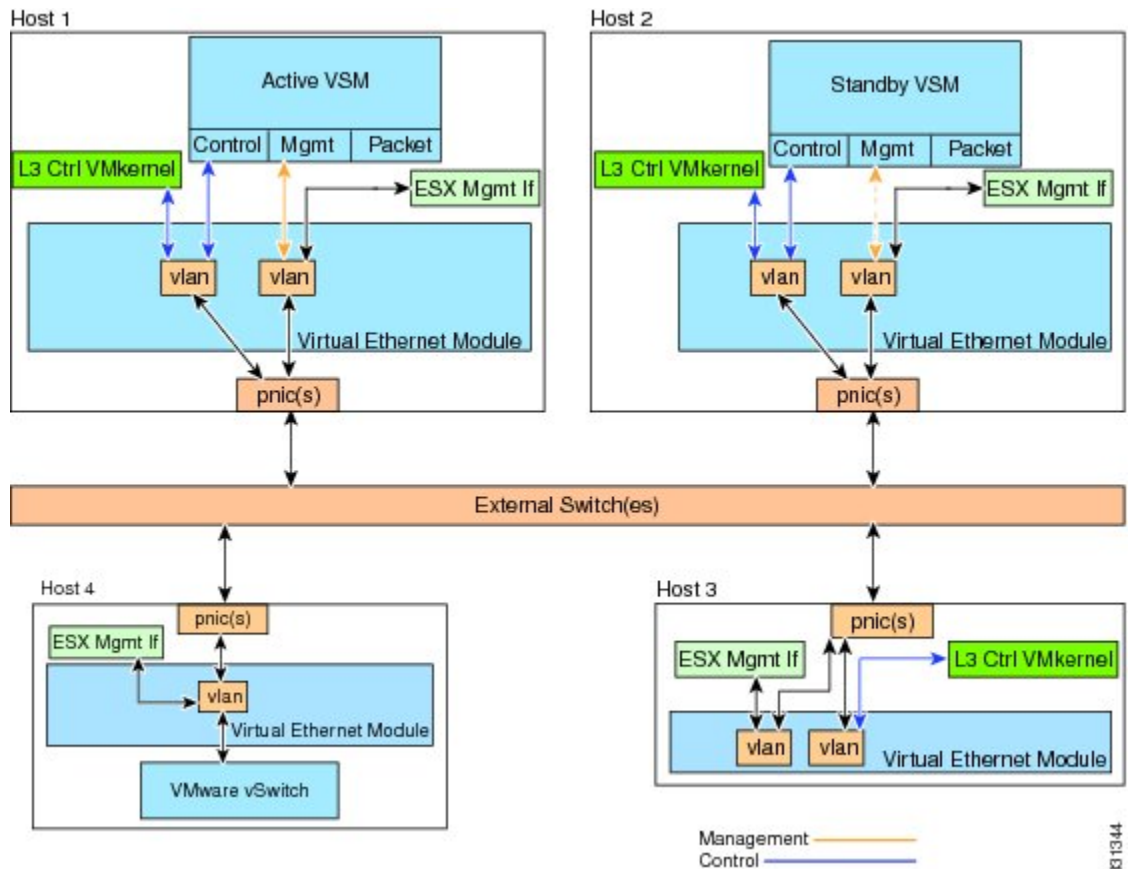 Host 1
Active VSM
Control Mgmt Packet
L3 Ctrl VMkernel
ESX Mgmt If
vlan vlan
Virtual Ethernet Module
pnic(s)
Host 2
Standby VSM
Control Mgmt Packet
L3 Ctrl VMkernel
ESX Mgmt If
vlan vlan
Virtual Ethernet Module
pnic(s)
External Switch(es)
Host 4
pnic(s)
ESX Mgmt If
vlan
Virtual Ethernet Module
VMware vSwitch
Host 3
pnic(s)
ESX Mgmt If L3 Ctrl VMkernel
vlan vlan
Virtual Ethernet Module
Management
Control